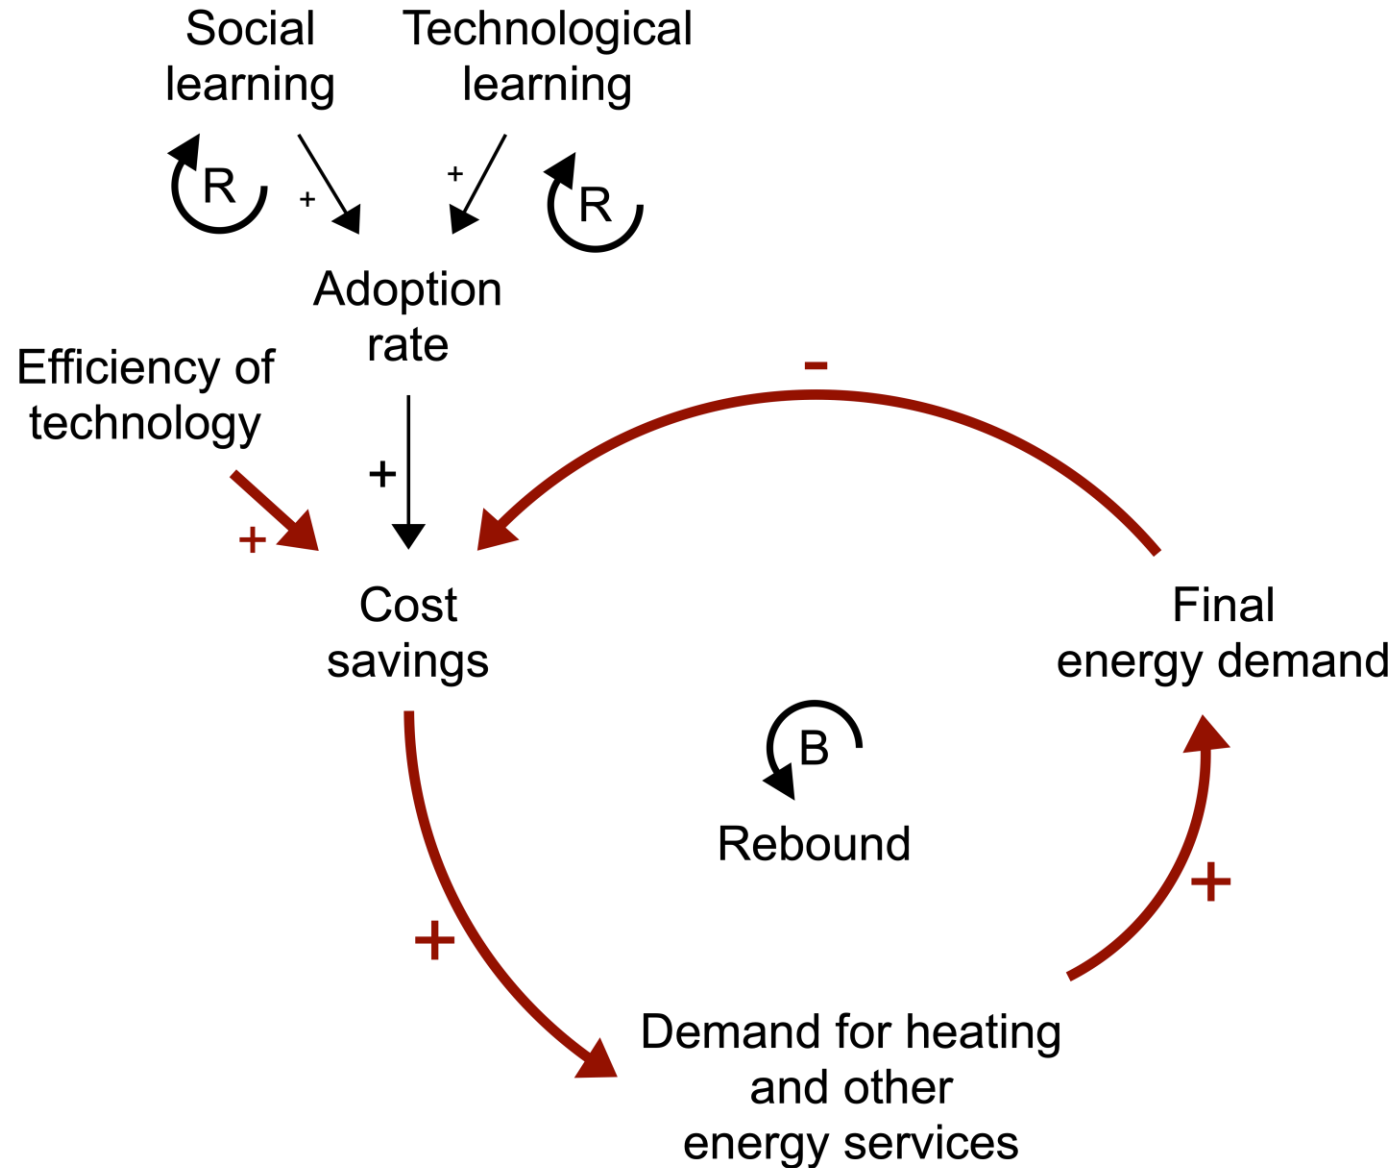 Social
learning
Technological
learning
R
+
+
R
Adoption
rate
Efficiency of
technology
-
+
+
Cost
savings
Final
energy demand
B
Rebound
+
+
Demand for heating
and other
energy services